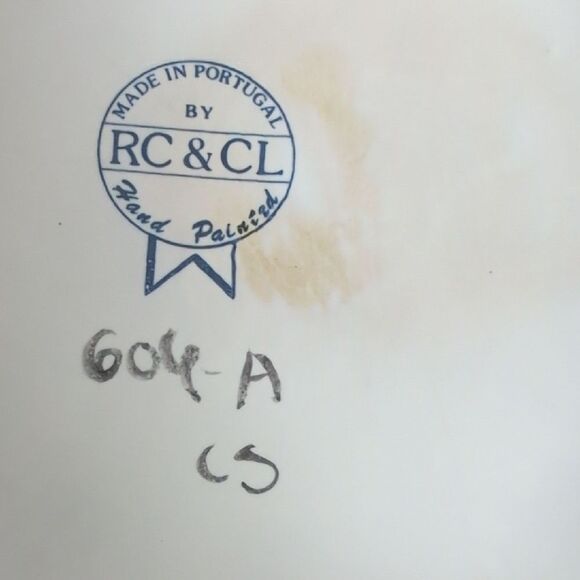 MADE IN PORTUGAL
BY
RC & CL
Hand Painted
604-A
CS